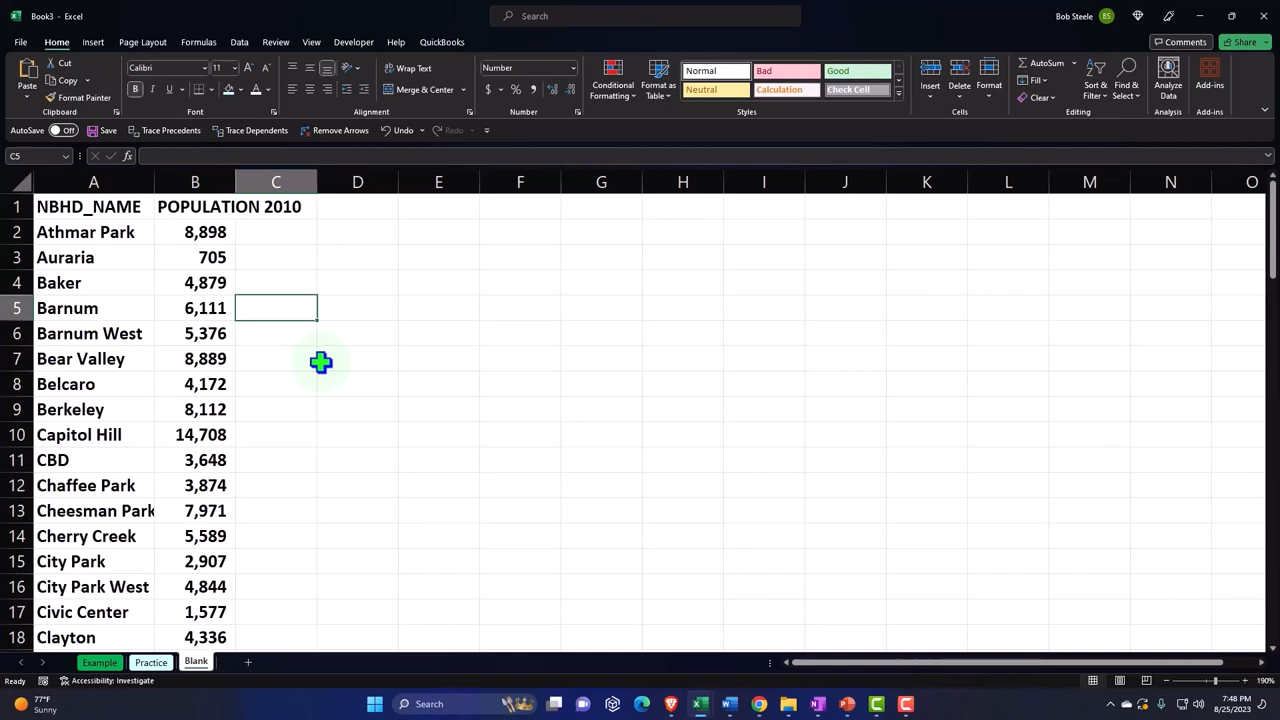 Book3 - Excel
Search
Bob Steele
BS
File Home Insert Page Layout Formulas Data Review View Developer Help QuickBooks
Comments
Share
Paste
Cut
Copy
Format Painter
Clipboard
Calibri
11
B I U
Font
Wrap Text
Merge & Center
Alignment
Number
$ % 9
Number
Conditional Formatting
Format as Table
Normal
Bad
Good
Neutral
Calculation
Check Cell
Styles
Insert
Delete
Format
Cells
AutoSum
Fill
Clear
Sort & Filter
Find & Select
Editing
Analyze Data
Analysis
Add-ins
Add-ins
AutoSave Off Save Trace Precedents Trace Dependents Remove Arrows Undo Redo
C5
fx
A B C D E F G H I J K L M N O
1 NBHD_NAME POPULATION 2010
2 Athmar Park 8,898
3 Auraria 705
4 Baker 4,879
5 Barnum 6,111
6 Barnum West 5,376
7 Bear Valley 8,889
8 Belcaro 4,172
9 Berkeley 8,112
10 Capitol Hill 14,708
11 CBD 3,648
12 Chaffee Park 3,874
13 Cheesman Park 7,971
14 Cherry Creek 5,589
15 City Park 2,907
16 City Park West 4,844
17 Civic Center 1,577
18 Clayton 4,336
Example Practice Blank
Ready
Accessibility: Investigate
190%
77°F
Sunny
Search
7:48 PM
8/25/2023